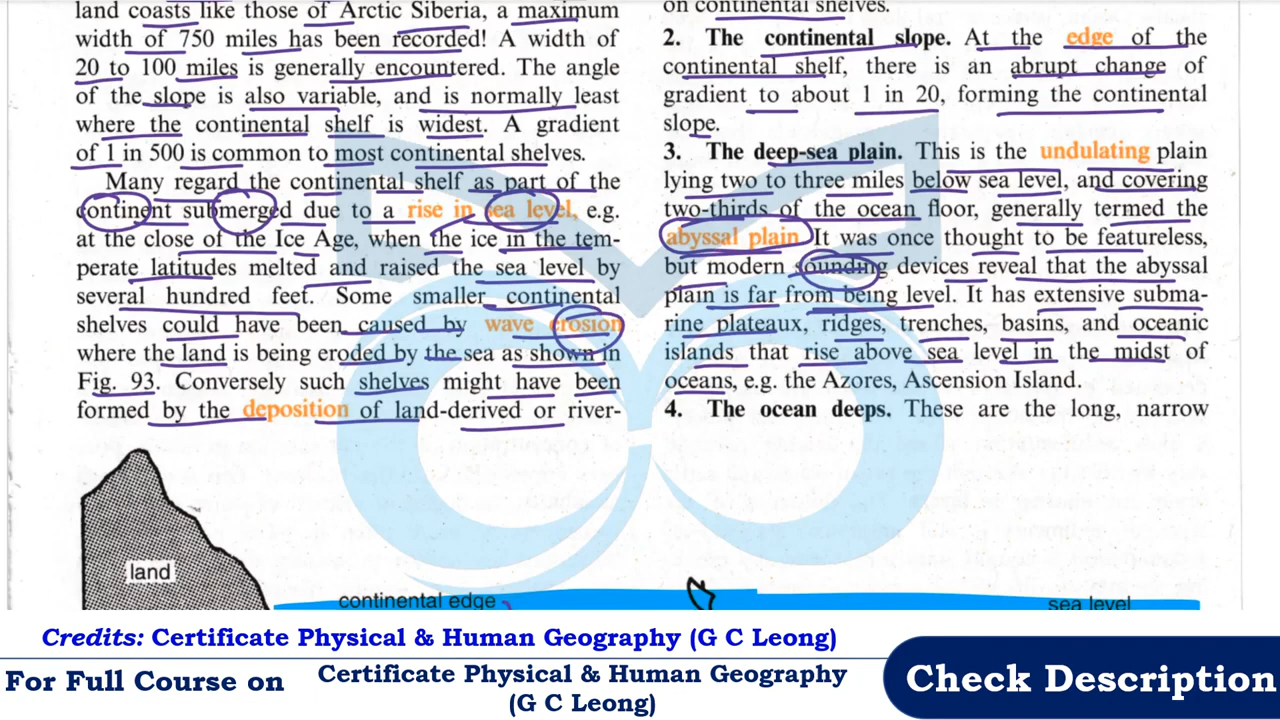 land coasts like those of Arctic Siberia, a maximum
width of 750 miles has been recorded! A width of
20 to 100 miles is generally encountered. The angle
of the slope is also variable, and is normally least
where the continental shelf is widest. A gradient
of 1 in 500 is common to most continental shelves.
Many regard the continental shelf as part of the
continent submerged due to a rise in sea level, e.g.
at the close of the Ice Age, when the ice in the tem-
perate latitudes melted and raised the sea level by
several hundred feet. Some smaller continental
shelves could have been caused by wave erosion
where the land is being eroded by the sea as shown in
Fig. 93. Conversely such shelves might have been
formed by the deposition of land-derived or river-
on continental shelves.
2. The continental slope. At the edge of the
continental shelf, there is an abrupt change of
gradient to about 1 in 20, forming the continental
slope.
3. The deep-sea plain. This is the undulating plain
lying two to three miles below sea level, and covering
two-thirds of the ocean floor, generally termed the
abyssal plain. It was once thought to be featureless,
but modern sounding devices reveal that the abyssal
plain is far from being level. It has extensive subma-
rine plateaux, ridges, trenches, basins, and oceanic
islands that rise above sea level in the midst of
oceans, e.g. the Azores, Ascension Island.
4. The ocean deeps. These are the long, narrow
land
continental edge
sea level
Credits: Certificate Physical & Human Geography (G C Leong)
For Full Course on
Certificate Physical & Human Geography
(G C Leong)
Check Description